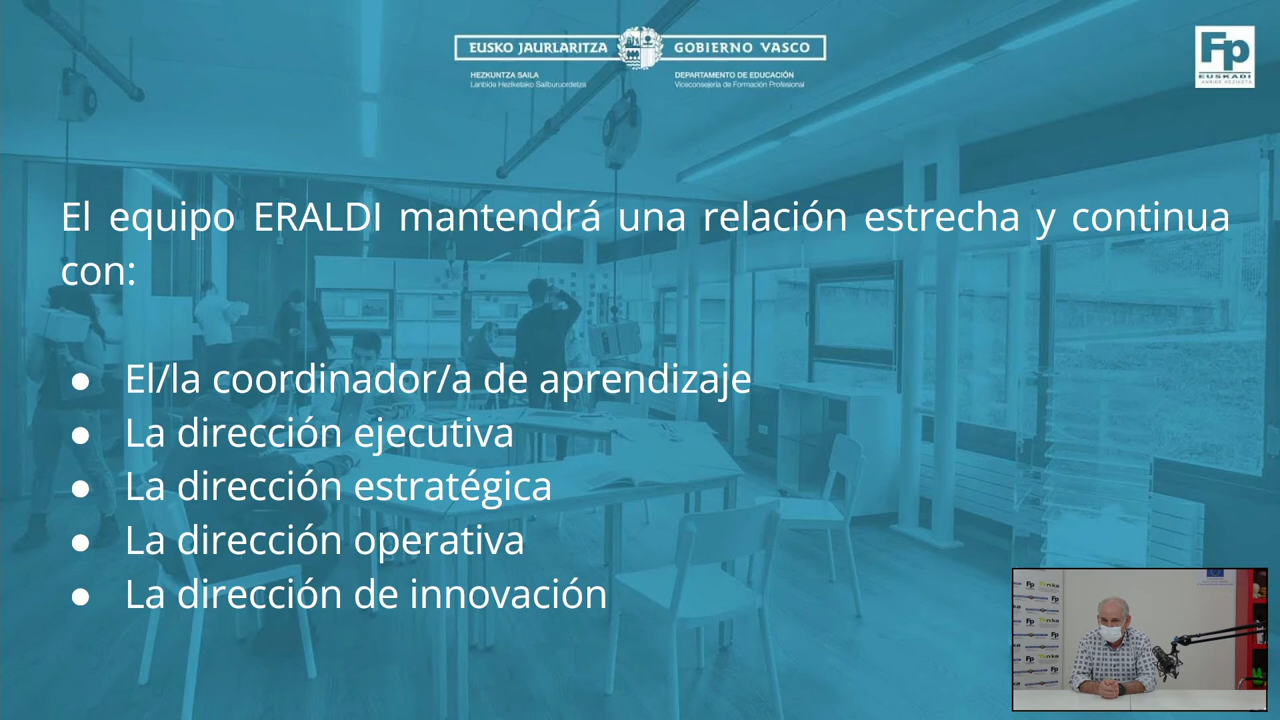 EUSKO JAURLARITZA
GOBIERNO VASCO
HEZKUNTZA SAILA
Lanbide Heziketako Sailburuordetza
DEPARTAMENTO DE EDUCACIÓN
Viceconsejería de Formación Profesional
Fp
EUSKADI
LANBIDE HEZIKETA
El equipo ERALDI mantendrá una relación estrecha y continua
con:
● El/la coordinador/a de aprendizaje
● La dirección ejecutiva
● La dirección estratégica
● La dirección operativa
● La dirección de innovación